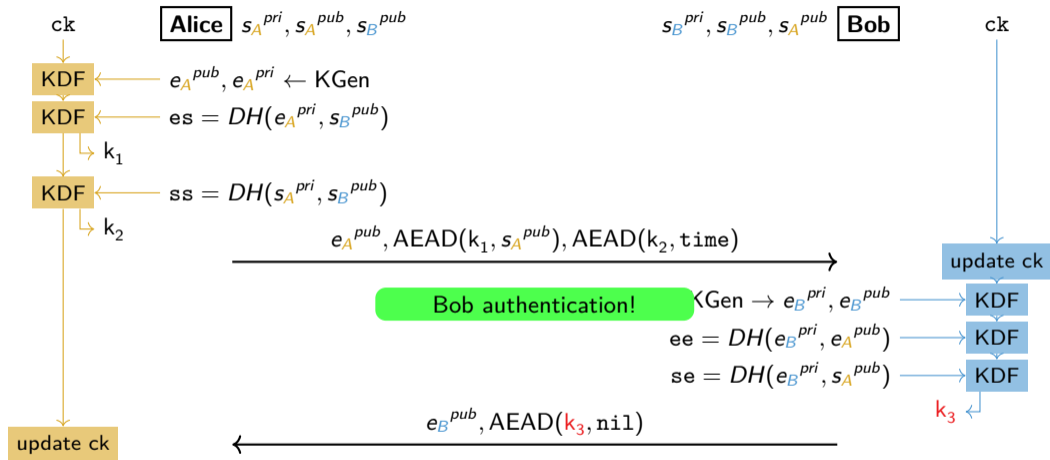 ck Alice s_A^pri, s_A^pub, s_B^pub s_B^pri, s_B^pub, s_A^pub Bob ck
KDF e_A^pub, e_A^pri ← KGen
KDF es = DH(e_A^pri, s_B^pub)
k_1
KDF ss = DH(s_A^pri, s_B^pub)
k_2
e_A^pub, AEAD(k_1, s_A^pub), AEAD(k_2, time)
update ck
Bob authentication! KGen → e_B^pri, e_B^pub KDF
ee = DH(e_B^pri, e_A^pub) KDF
se = DH(e_B^pri, s_A^pub) KDF
k_3
e_B^pub, AEAD(k_3, nil)
update ck